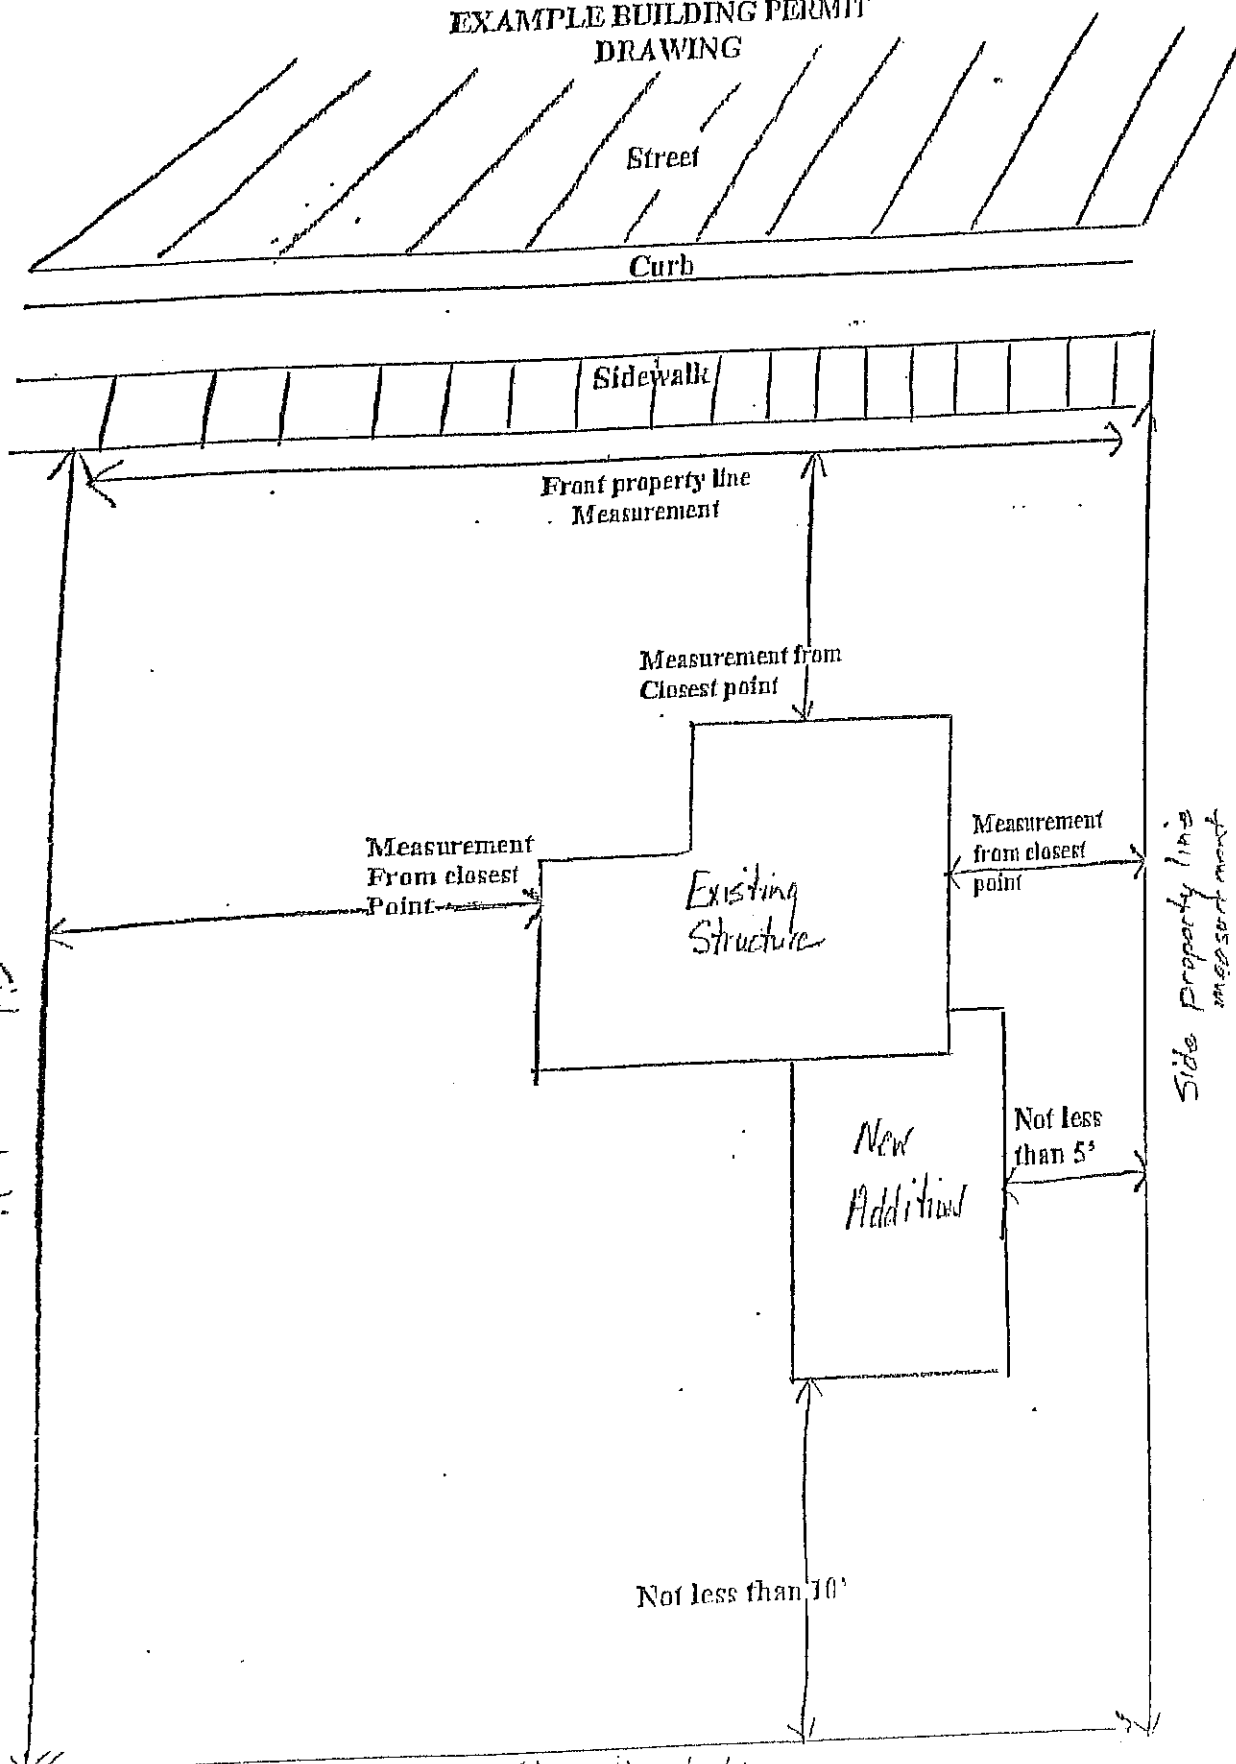 EXAMPLE BUILDING PERMIT
DRAWING
Street
Curb
Sidewalk
Front property line
Measurement
Measurement from
Closest point
Measurement
From closest
Point
Existing
Structure
Measurement
from closest
point
Side property line
measurment
New
Addition
Not less
than 5'
Not less than 10'